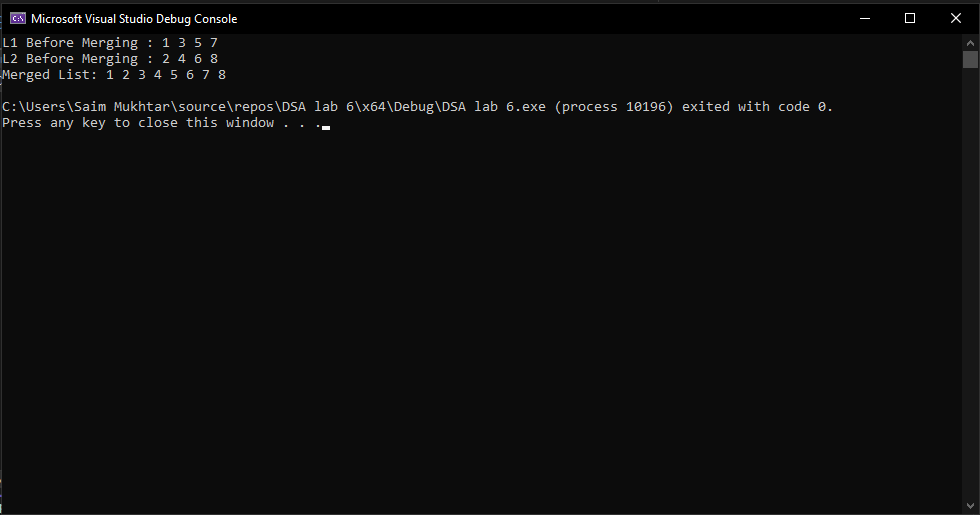 Microsoft Visual Studio Debug Console
L1 Before Merging : 1 3 5 7
L2 Before Merging : 2 4 6 8
Merged List: 1 2 3 4 5 6 7 8
C:\Users\Saim Mukhtar\source\repos\DSA lab 6\x64\Debug\DSA lab 6.exe (process 10196) exited with code 0.
Press any key to close this window . . .